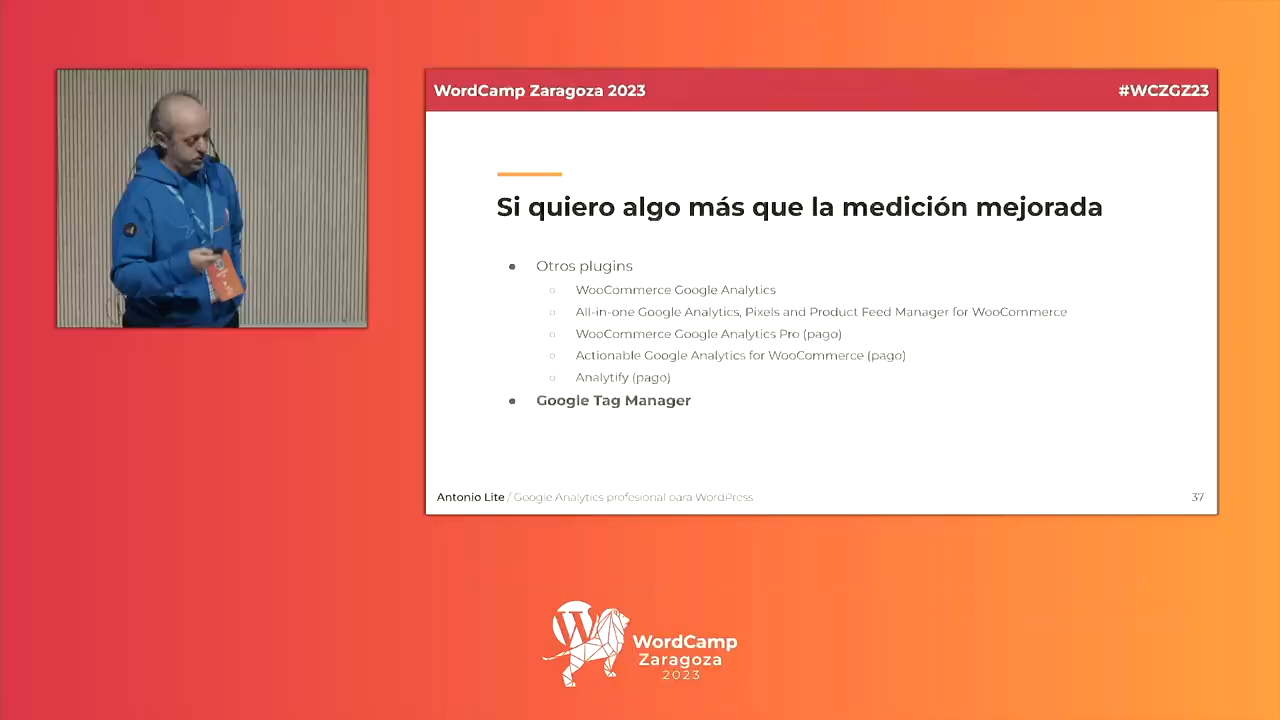 WordCamp Zaragoza 2023
#WCZGZ23
Si quiero algo más que la medición mejorada
Otros plugins
WooCommerce Google Analytics
All-in-one Google Analytics, Pixels and Product Feed Manager for WooCommerce
WooCommerce Google Analytics Pro (pago)
Actionable Google Analytics for WooCommerce (pago)
Analytify (pago)
Google Tag Manager
Antonio Lite / Google Analytics profesional para WordPress
37
WordCamp
Zaragoza
2023